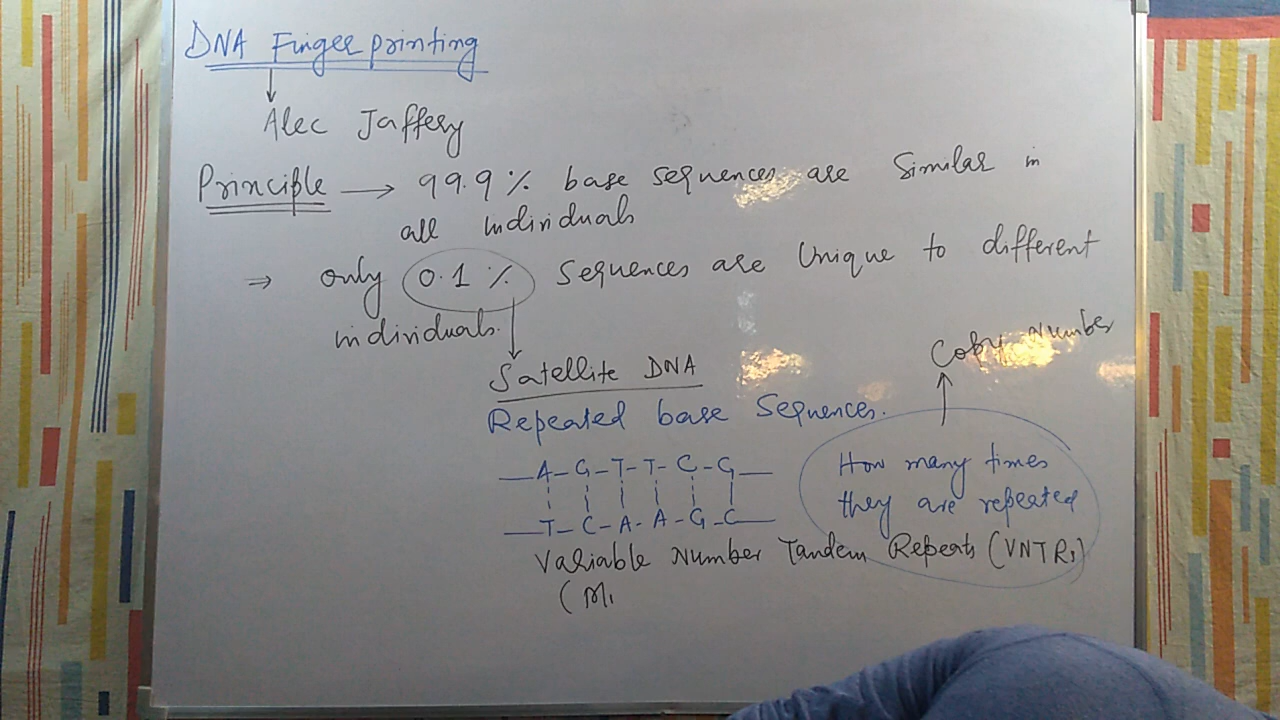 DNA Finger printing
Alec Jaffery
Principle → 99.9% base sequences are Similar in
all individuals
⇒ only 0.1% Sequences are Unique to different
individuals.
Copy Number
Satellite DNA
Repeated base Sequences.
—A-G-T-T-C-G—
How many times
they are repeated
—T-C-A-A-G-C—
Variable Number Tandem Repeats (VNTRs)
(Mi